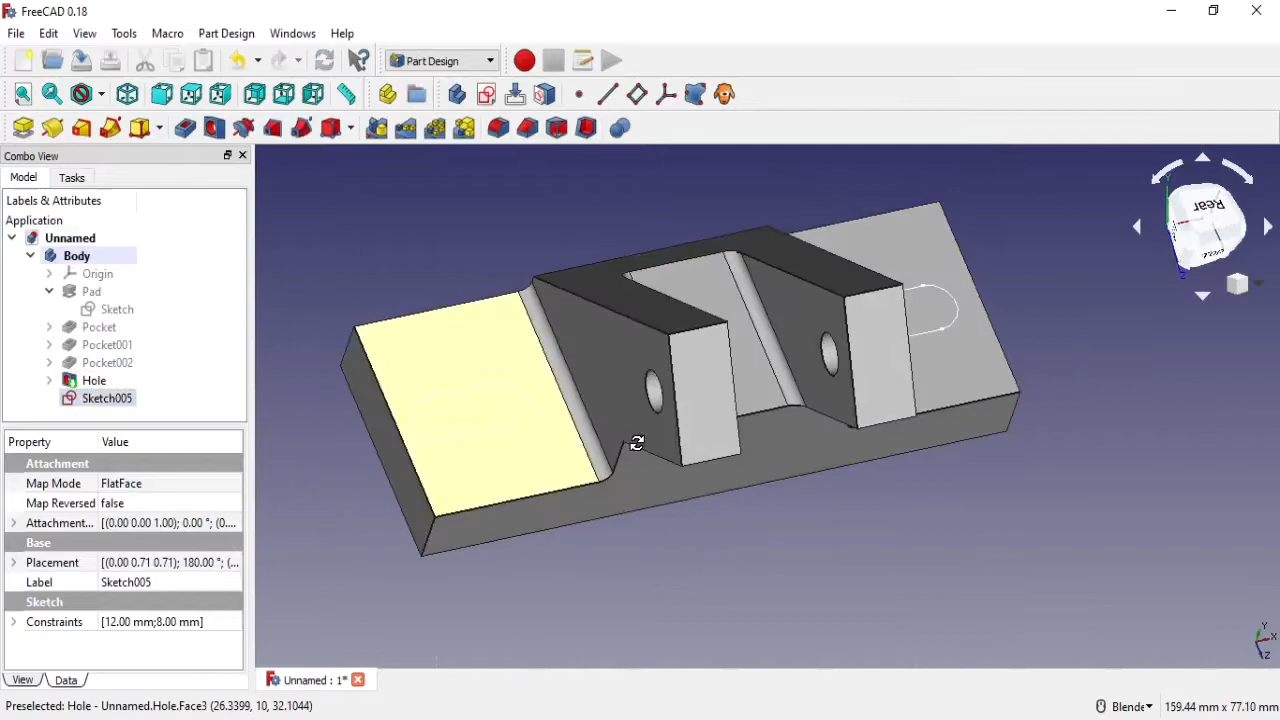 FreeCAD 0.18
File Edit View Tools Macro Part Design Windows Help
Part Design
Combo View
Model Tasks
Labels & Attributes
Application
Unnamed
Body
Origin
Pad
Sketch
Pocket
Pocket001
Pocket002
Hole
Sketch005
Property Value
Attachment
Map Mode FlatFace
Map Reversed false
Attachment... [(0.00 0.00 1.00); 0.00 °; (0....
Base
Placement [(0.00 0.71 0.71); 180.00 °; (...
Label Sketch005
Sketch
Constraints [12.00 mm;8.00 mm]
View Data
Rear
Y
Z
Y
X
Z
Unnamed : 1*
Preselected: Hole - Unnamed.Hole.Face3 (26.3399, 10, 32.1044)
Blende
159.44 mm x 77.10 mm